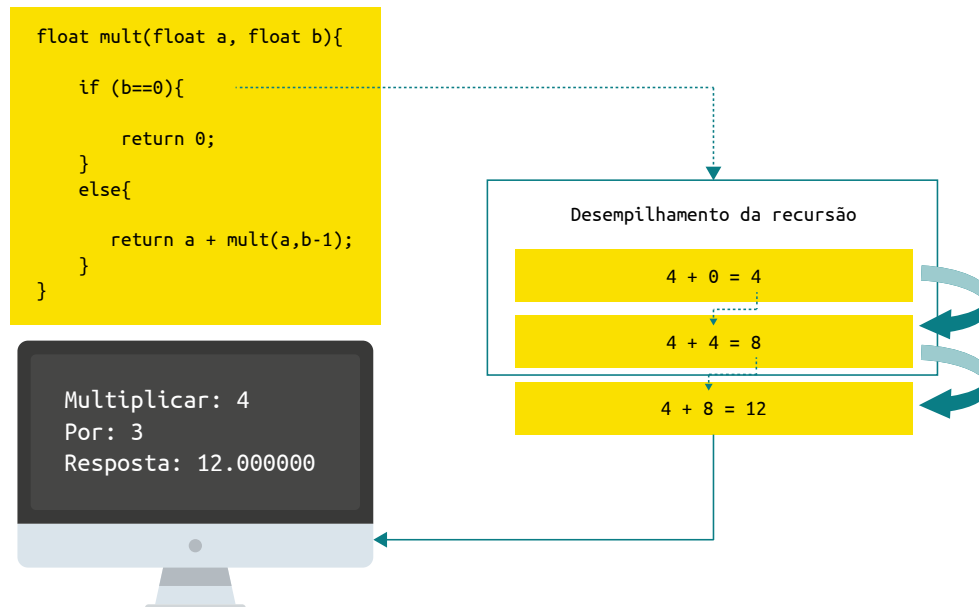 float mult(float a, float b){
if (b==0){
return 0;
}
else{
return a + mult(a,b-1);
}
}
Desempilhamento da recursão
4 + 0 = 4
4 + 4 = 8
4 + 8 = 12
Multiplicar: 4
Por: 3
Resposta: 12.000000